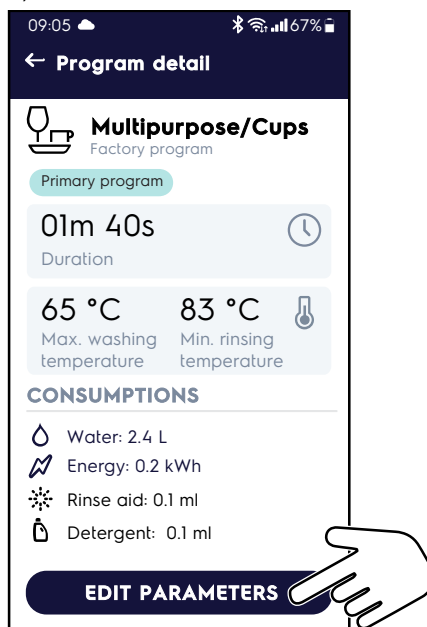 09:05 67%
Program detail
Multipurpose/Cups
Factory program
Primary program
01m 40s
Duration
65 °C 83 °C
Max. washing Min. rinsing
temperature temperature
CONSUMPTIONS
Water: 2.4 L
Energy: 0.2 kWh
Rinse aid: 0.1 ml
Detergent: 0.1 ml
EDIT PARAMETERS